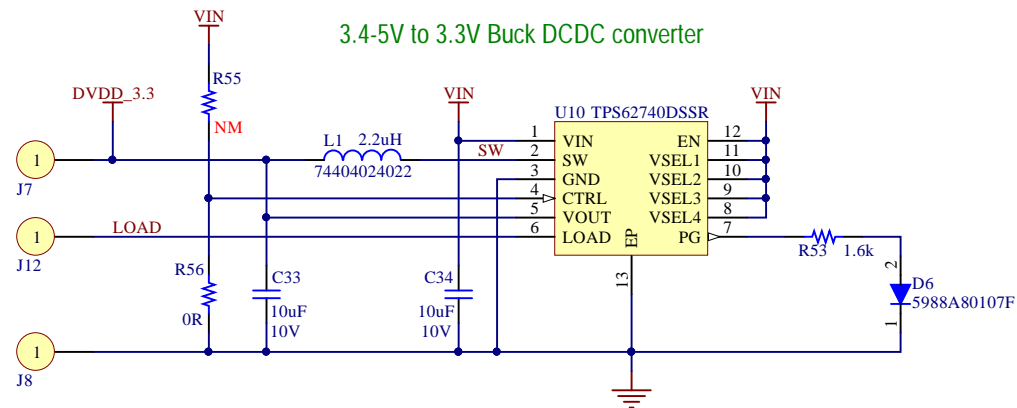 VIN
3.4-5V to 3.3V Buck DCDC converter
R55
DVDD_3.3
NM
VIN
VIN
U10 TPS62740DSSR
L1 2.2uH
74404024022
SW
1 VIN EN 12
2 SW VSEL1 11
3 GND VSEL2 10
4 CTRL VSEL3 9
5 VOUT VSEL4 8
6 LOAD PG 7
EP
13
1
J7
LOAD
1
J12
R53 1.6k
R56
0R
C33
10uF
10V
C34
10uF
10V
2
D6
5988A80107F
1
1
J8